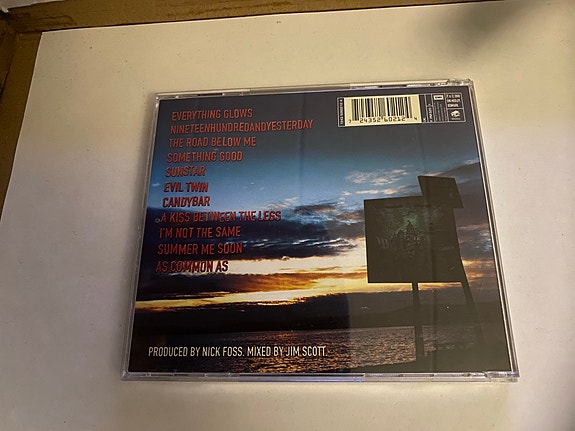 EVERYTHING GLOWS
NINETEENHUNDREDANDYESTERDAY
THE ROAD BELOW ME
SOMETHING GOOD
SUNSTAR
EVIL TWIN
CANDYBAR
A KISS BETWEEN THE LEGS
I'M NOT THE SAME
SUMMER ME SOON
AS COMMON AS
PRODUCED BY NICK FOSS. MIXED BY JIM SCOTT.